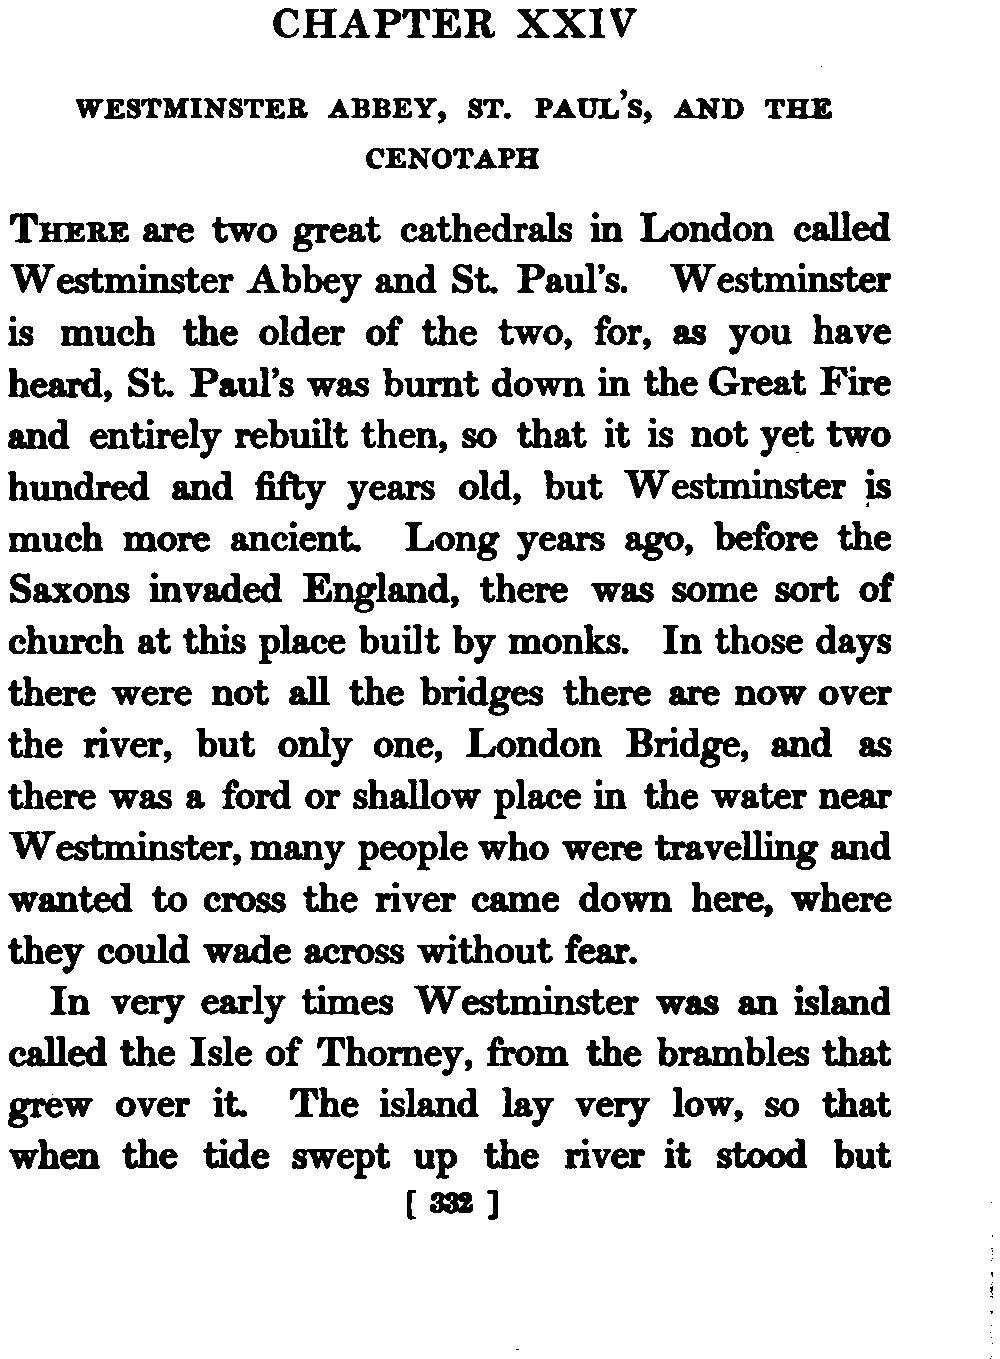 CHAPTER XXIV
WESTMINSTER ABBEY, ST. PAUL'S, AND THE
CENOTAPH
THERE are two great cathedrals in London called
Westminster Abbey and St. Paul's. Westminster
is much the older of the two, for, as you have
heard, St. Paul's was burnt down in the Great Fire
and entirely rebuilt then, so that it is not yet two
hundred and fifty years old, but Westminster is
much more ancient. Long years ago, before the
Saxons invaded England, there was some sort of
church at this place built by monks. In those days
there were not all the bridges there are now over
the river, but only one, London Bridge, and as
there was a ford or shallow place in the water near
Westminster, many people who were travelling and
wanted to cross the river came down here, where
they could wade across without fear.
In very early times Westminster was an island
called the Isle of Thorney, from the brambles that
grew over it. The island lay very low, so that
when the tide swept up the river it stood but
[ 332 ]